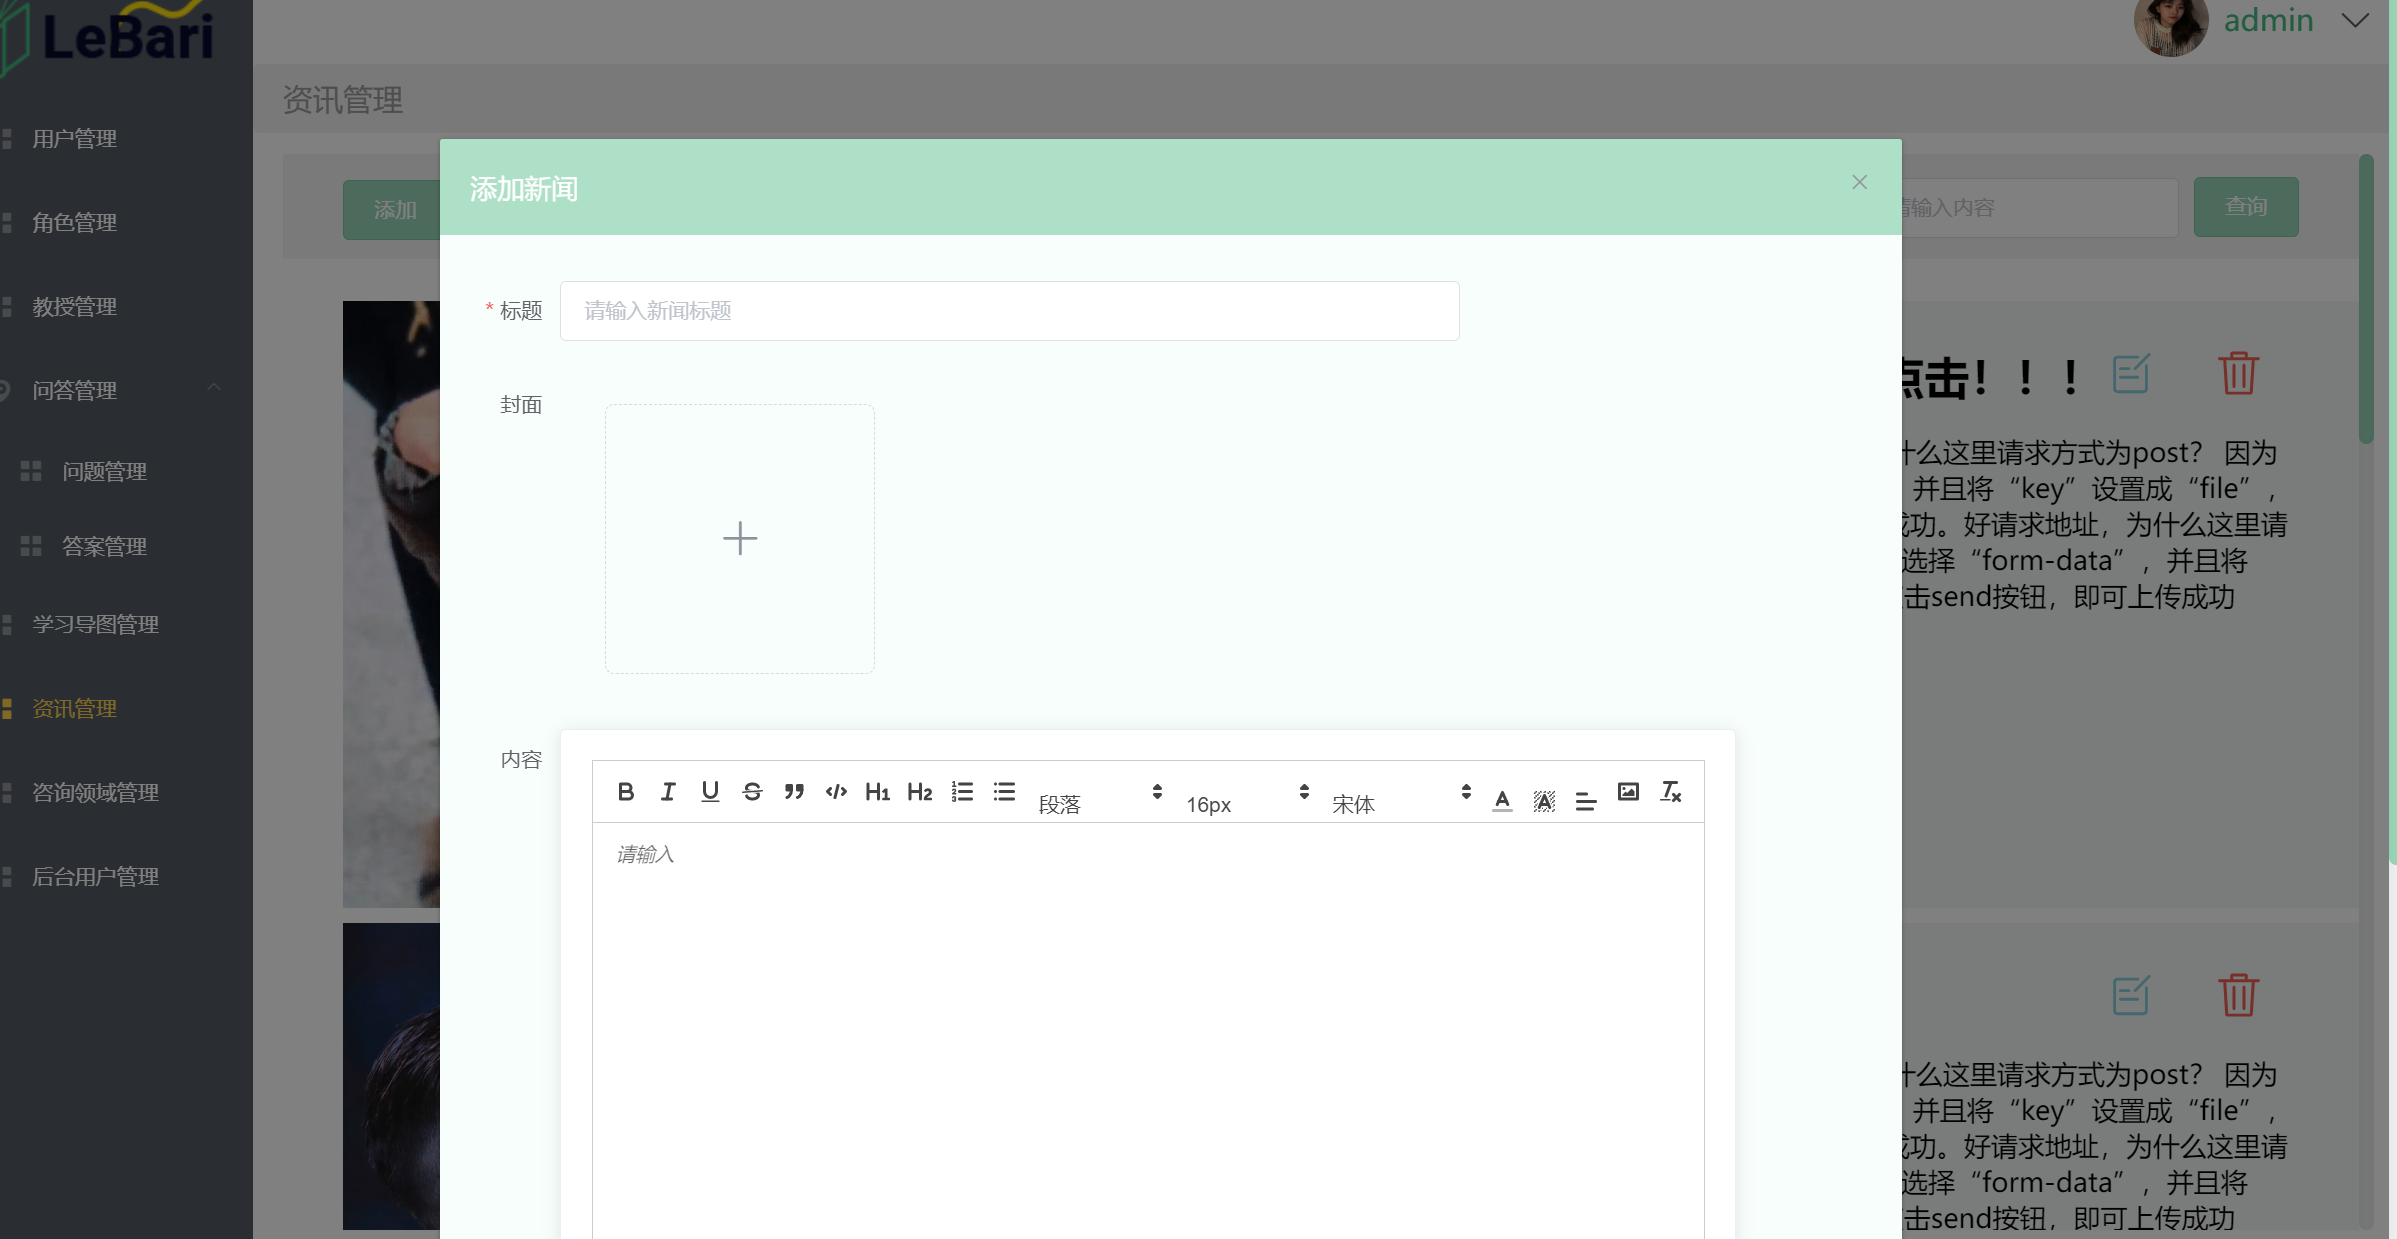 LeBari
admin
资讯管理
用户管理
角色管理
教授管理
问答管理
问题管理
答案管理
学习导图管理
资讯管理
咨询领域管理
后台用户管理
添加
输入内容
查询
添加新闻
* 标题
请输入新闻标题
封面
内容
B I U S H1 H2 段落 16px 宋体 A A
请输入
点击！！！
什么这里请求方式为post？ 因为
，并且将“key”设置成“file”，
成功。好请求地址，为什么这里请
选择“form-data”，并且将
击send按钮，即可上传成功
什么这里请求方式为post？ 因为
，并且将“key”设置成“file”，
成功。好请求地址，为什么这里请
选择“form-data”，并且将
击send按钮，即可上传成功